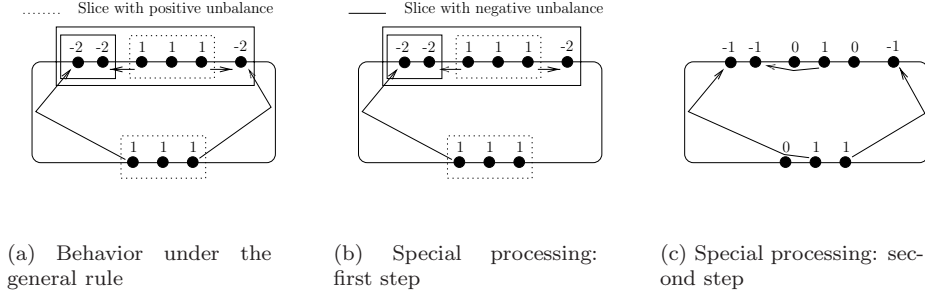 Slice with positive unbalance
Slice with negative unbalance
-2 -2 1 1 1 -2
-2 -2 1 1 1 -2
-1 -1 0 1 0 -1
1 1 1
1 1 1
0 1 1
(a) Behavior under the
general rule
(b) Special processing:
first step
(c) Special processing: sec-
ond step